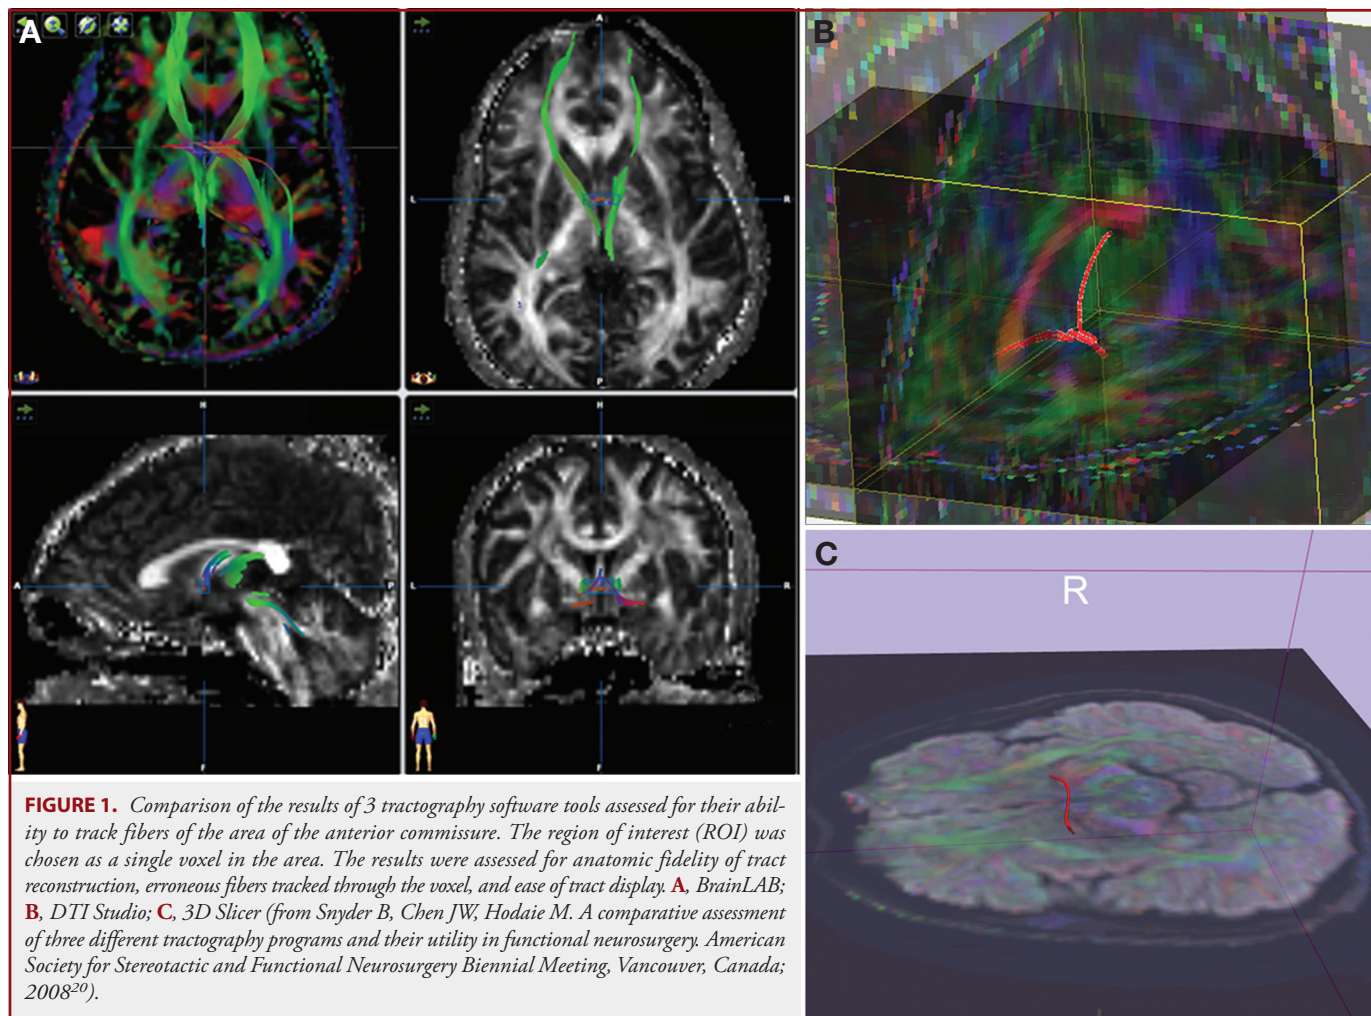 A
A
L
R
P
H
A
P
F
H
L
R
F
B
C
R
FIGURE 1. Comparison of the results of 3 tractography software tools assessed for their abil-
ity to track fibers of the area of the anterior commissure. The region of interest (ROI) was
chosen as a single voxel in the area. The results were assessed for anatomic fidelity of tract
reconstruction, erroneous fibers tracked through the voxel, and ease of tract display. A, BrainLAB;
B, DTI Studio; C, 3D Slicer (from Snyder B, Chen JW, Hodaie M. A comparative assessment
of three different tractography programs and their utility in functional neurosurgery. American
Society for Stereotactic and Functional Neurosurgery Biennial Meeting, Vancouver, Canada;
2008²⁰).